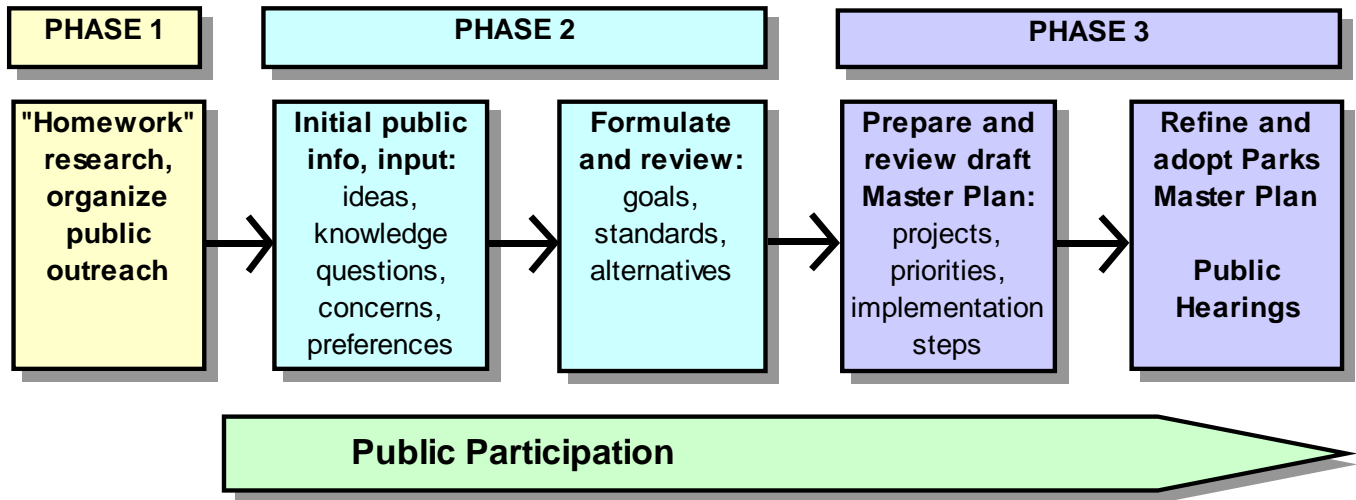 PHASE 1
PHASE 2
PHASE 3
"Homework"
research,
organize
public
outreach
Initial public
info, input:
ideas,
knowledge
questions,
concerns,
preferences
Formulate
and review:
goals,
standards,
alternatives
Prepare and
review draft
Master Plan:
projects,
priorities,
implementation
steps
Refine and
adopt Parks
Master Plan
Public
Hearings
Public Participation